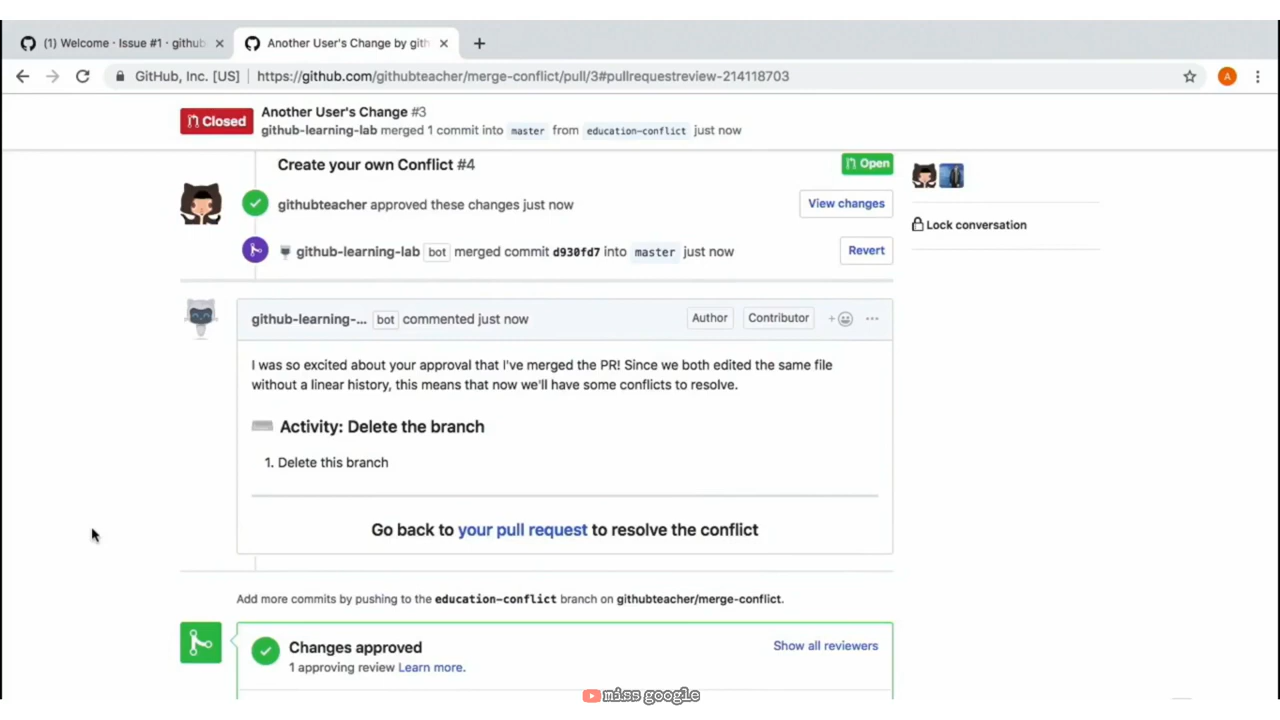 (1) Welcome · Issue #1 · github
Another User's Change by gith
GitHub, Inc. [US]
https://github.com/githubteacher/merge-conflict/pull/3#pullrequestreview-214118703
A
Closed
Another User's Change #3
github-learning-lab merged 1 commit into master from education-conflict just now
Create your own Conflict #4
Open
githubteacher approved these changes just now
View changes
github-learning-lab bot merged commit d930fd7 into master just now
Revert
Lock conversation
github-learning-... bot commented just now
Author
Contributor
I was so excited about your approval that I've merged the PR! Since we both edited the same file
without a linear history, this means that now we'll have some conflicts to resolve.
Activity: Delete the branch
1. Delete this branch
Go back to your pull request to resolve the conflict
Add more commits by pushing to the education-conflict branch on githubteacher/merge-conflict.
Changes approved
Show all reviewers
1 approving review Learn more.
miss google